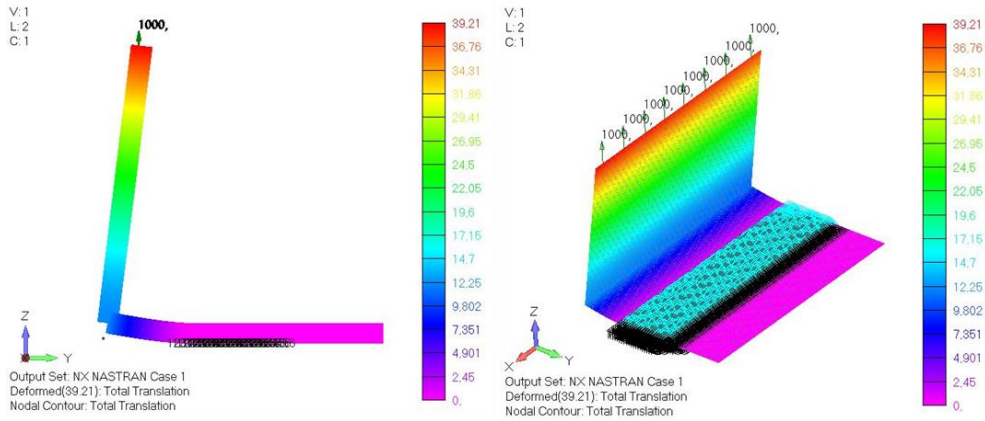 V: 1
L: 2
C: 1
1000,
39,21
36,76
34,31
31,86
29,41
26,95
24,5
22,05
19,6
17,15
14,7
12,25
9,802
7,351
4,901
2,45
0,
Z
Y
Output Set: NX NASTRAN Case 1
Deformed(39.21): Total Translation
Nodal Contour: Total Translation
V: 1
L: 2
C: 1
1000,
1000,
1000,
1000,
1000,
1000,
1000,
1000,
39,21
36,76
34,31
31,86
29,41
26,95
24,5
22,05
19,6
17,15
14,7
12,25
9,802
7,351
4,901
2,45
0,
Z
X
Y
Output Set: NX NASTRAN Case 1
Deformed(39.21): Total Translation
Nodal Contour: Total Translation